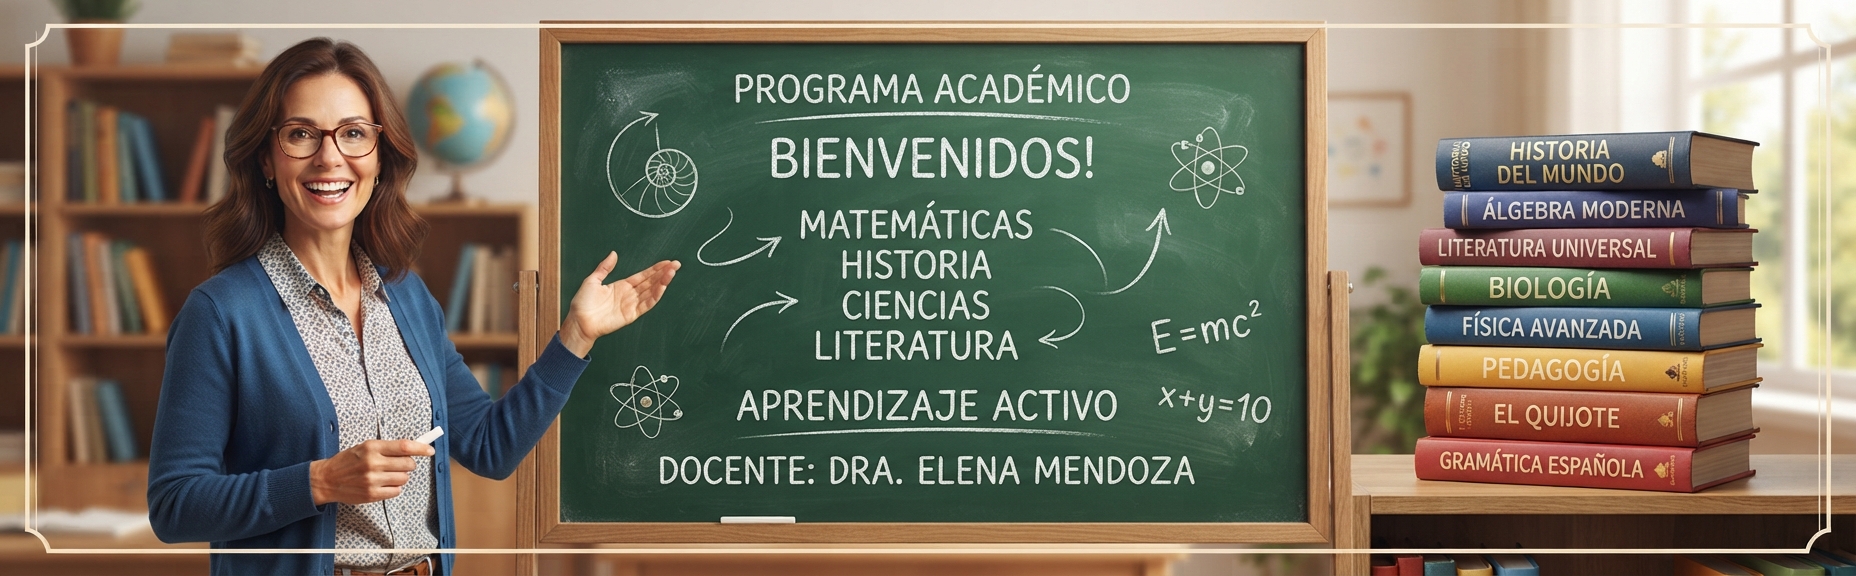 PROGRAMA ACADÉMICO
BIENVENIDOS!
MATEMÁTICAS
HISTORIA
CIENCIAS
LITERATURA
E=mc²
APRENDIZAJE ACTIVO
x+y=10
DOCENTE: DRA. ELENA MENDOZA
HISTORIA
DEL MUNDO
ÁLGEBRA MODERNA
LITERATURA UNIVERSAL
BIOLOGÍA
FÍSICA AVANZADA
PEDAGOGÍA
EL QUIJOTE
GRAMÁTICA ESPAÑOLA